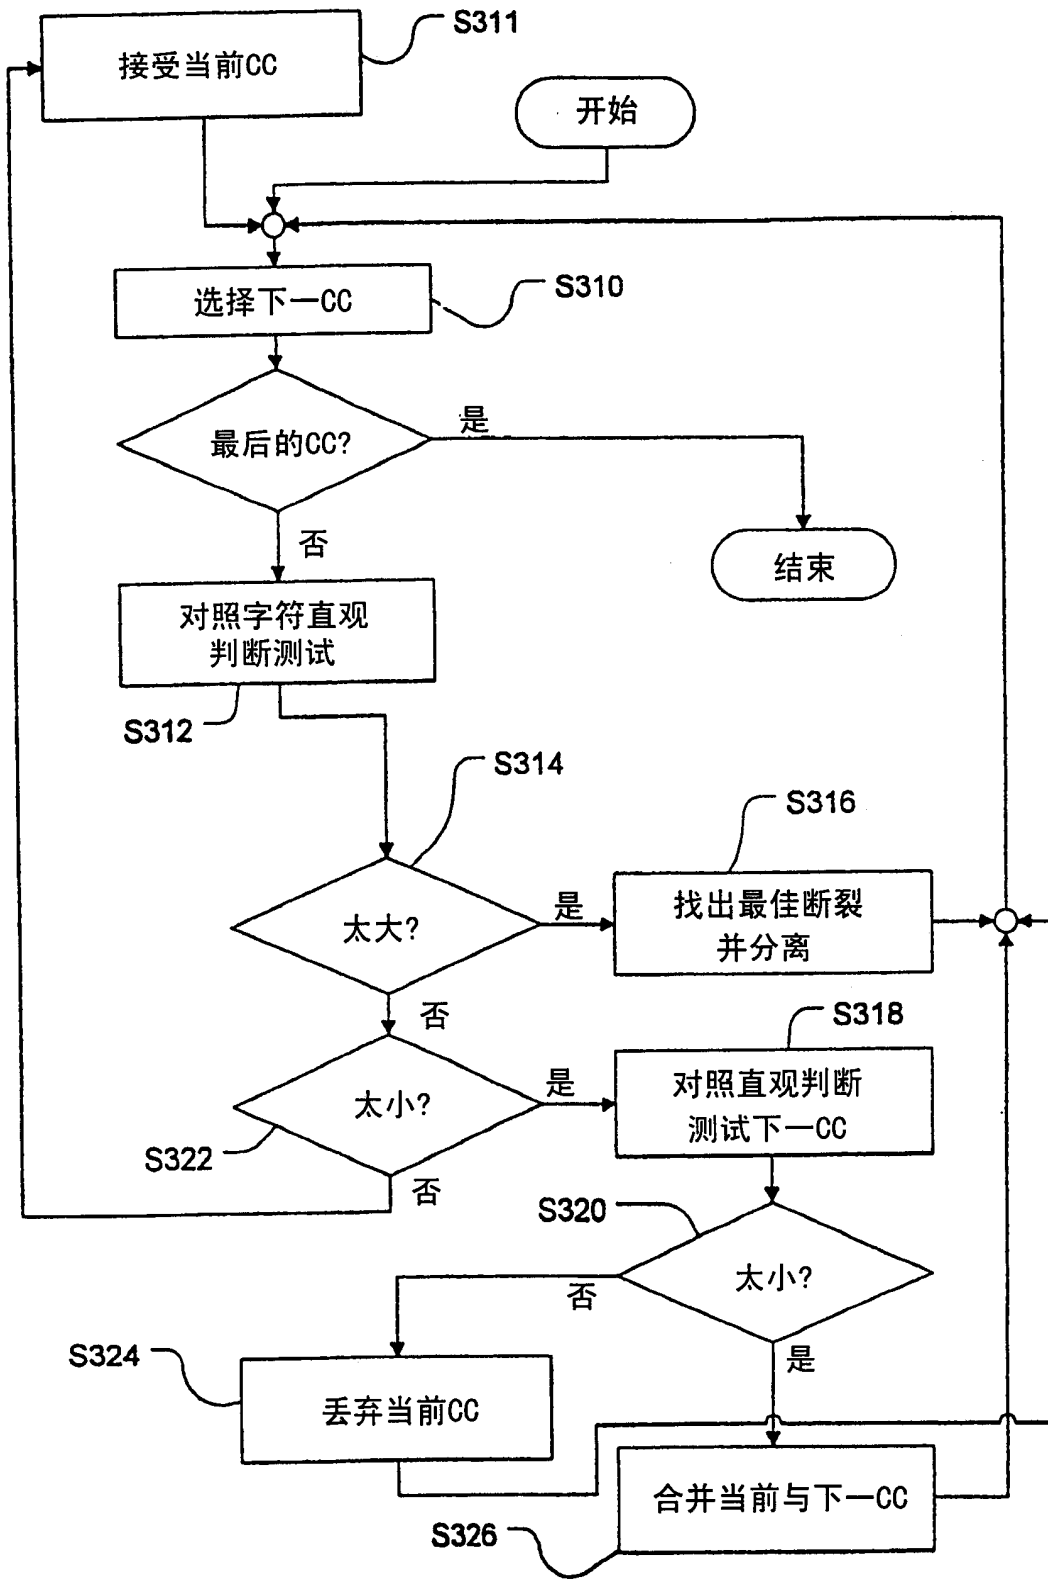 S311
接受当前CC
开始
选择下一CC
S310
最后的CC?
是
否
结束
对照字符直观
判断测试
S312
S314
S316
太大?
是
找出最佳断裂
并分离
否
S318
太小?
是
对照直观判断
测试下一CC
S322
否
S320
太小?
否
是
S324
丢弃当前CC
合并当前与下一CC
S326